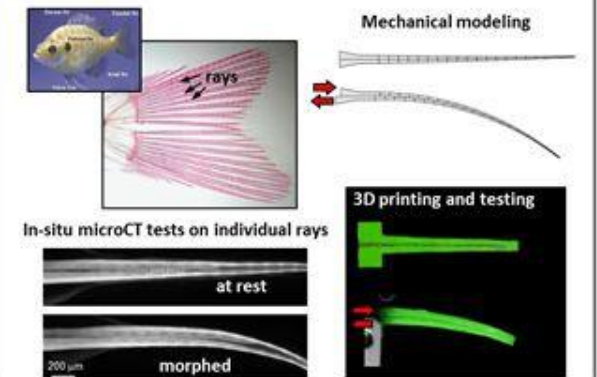 Mechanical modeling
rays
3D printing and testing
In-situ microCT tests on individual rays
at rest
morphed
200 µm